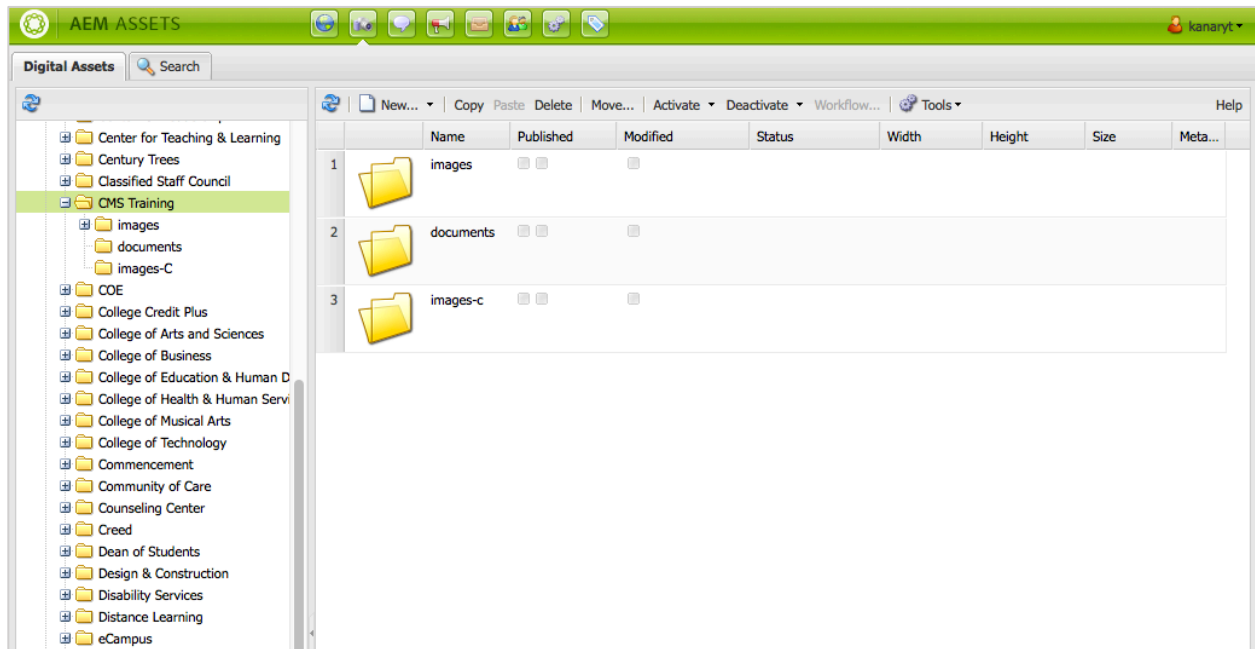 AEM ASSETS
kanaryt
Digital Assets
Search
New...
Copy
Paste
Delete
Move...
Activate
Deactivate
Workflow...
Tools
Help
Center for Teaching & Learning
Century Trees
Classified Staff Council
CMS Training
images
documents
images-C
COE
College Credit Plus
College of Arts and Sciences
College of Business
College of Education & Human D
College of Health & Human Servi
College of Musical Arts
College of Technology
Commencement
Community of Care
Counseling Center
Creed
Dean of Students
Design & Construction
Disability Services
Distance Learning
eCampus
Name
Published
Modified
Status
Width
Height
Size
Meta...
1
images
2
documents
3
images-c